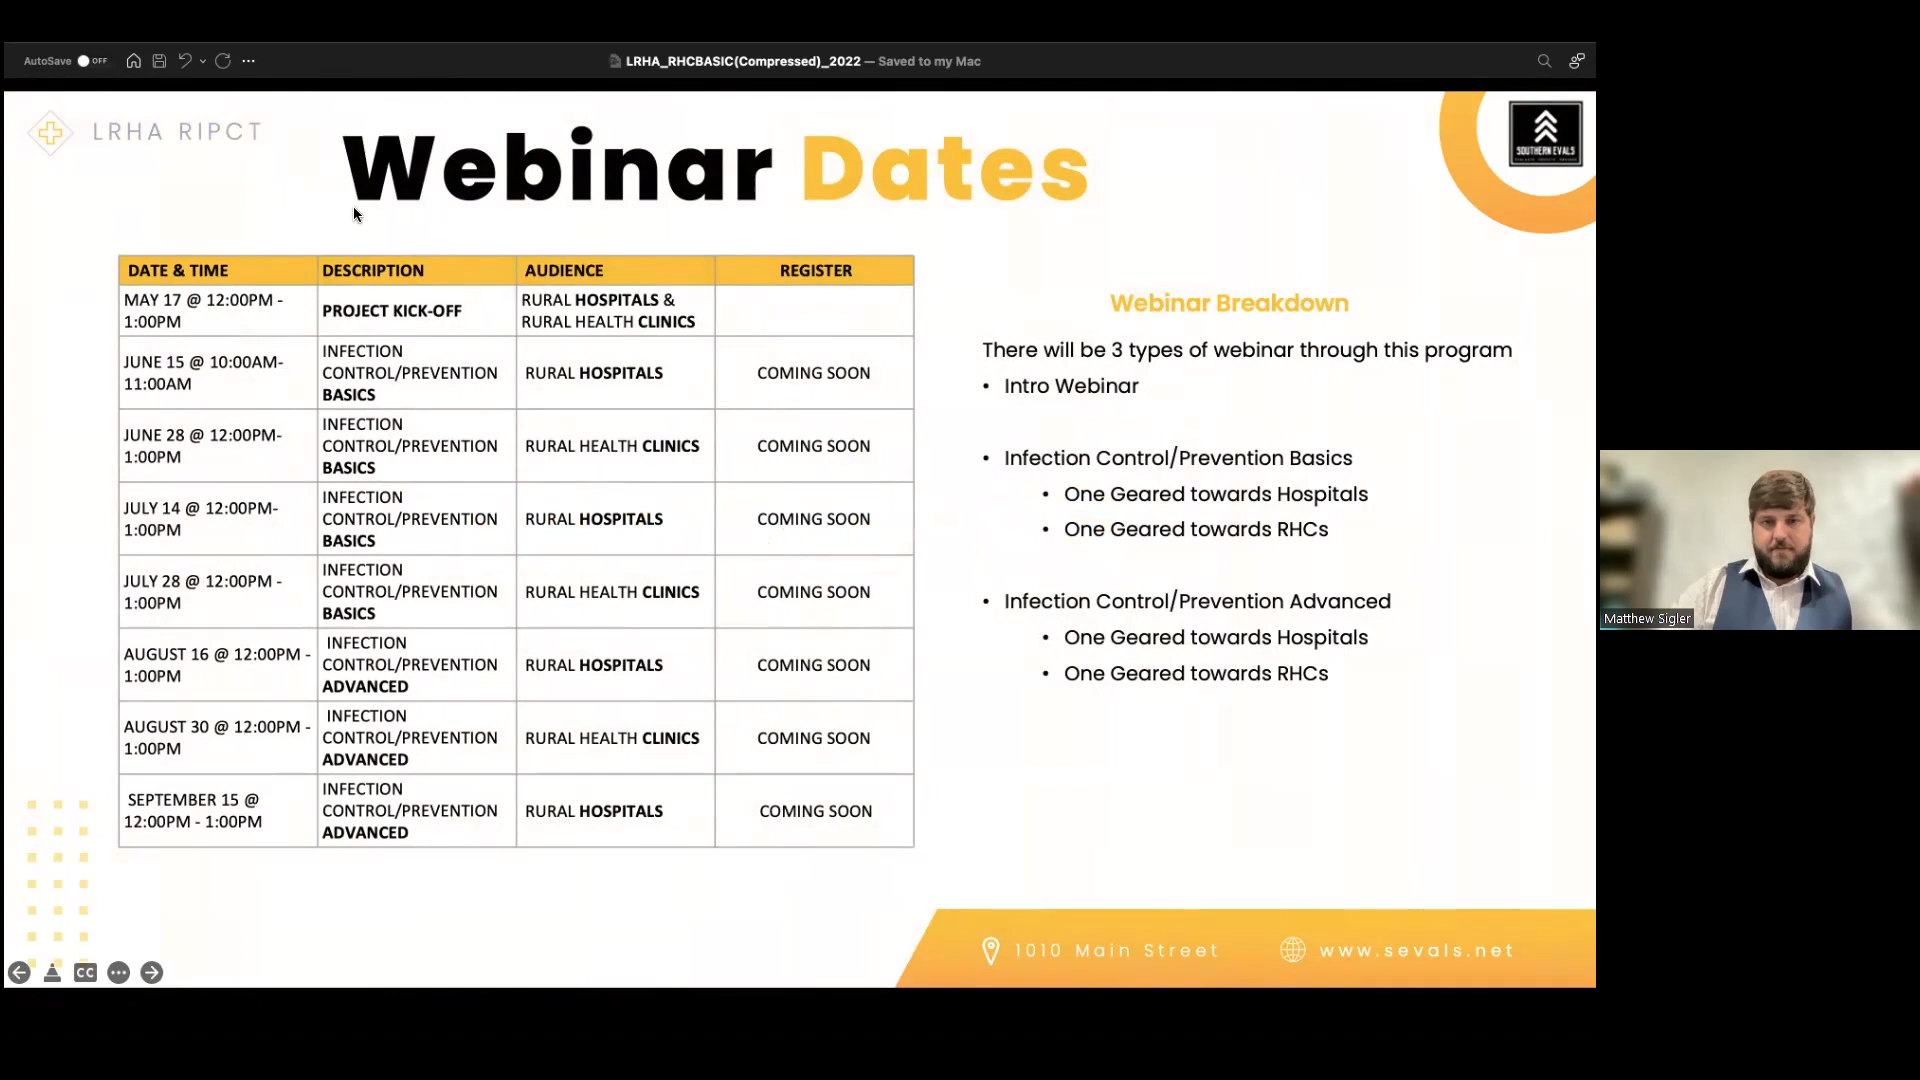 AutoSave OFF
LRHA_RHCBASIC(Compressed)_2022 — Saved to my Mac
LRHA RIPCT
Webinar Dates
SOUTHERN EVALS
DATE & TIME DESCRIPTION AUDIENCE REGISTER
MAY 17 @ 12:00PM -
1:00PM
PROJECT KICK-OFF
RURAL HOSPITALS &
RURAL HEALTH CLINICS
JUNE 15 @ 10:00AM-
11:00AM
INFECTION
CONTROL/PREVENTION
BASICS
RURAL HOSPITALS
COMING SOON
JUNE 28 @ 12:00PM-
1:00PM
INFECTION
CONTROL/PREVENTION
BASICS
RURAL HEALTH CLINICS
COMING SOON
JULY 14 @ 12:00PM-
1:00PM
INFECTION
CONTROL/PREVENTION
BASICS
RURAL HOSPITALS
COMING SOON
JULY 28 @ 12:00PM -
1:00PM
INFECTION
CONTROL/PREVENTION
BASICS
RURAL HEALTH CLINICS
COMING SOON
AUGUST 16 @ 12:00PM -
1:00PM
INFECTION
CONTROL/PREVENTION
ADVANCED
RURAL HOSPITALS
COMING SOON
AUGUST 30 @ 12:00PM -
1:00PM
INFECTION
CONTROL/PREVENTION
ADVANCED
RURAL HEALTH CLINICS
COMING SOON
SEPTEMBER 15 @
12:00PM - 1:00PM
INFECTION
CONTROL/PREVENTION
ADVANCED
RURAL HOSPITALS
COMING SOON
Webinar Breakdown
There will be 3 types of webinar through this program
• Intro Webinar
• Infection Control/Prevention Basics
• One Geared towards Hospitals
• One Geared towards RHCs
• Infection Control/Prevention Advanced
• One Geared towards Hospitals
• One Geared towards RHCs
Matthew Sigler
1010 Main Street
www.sevals.net
CC